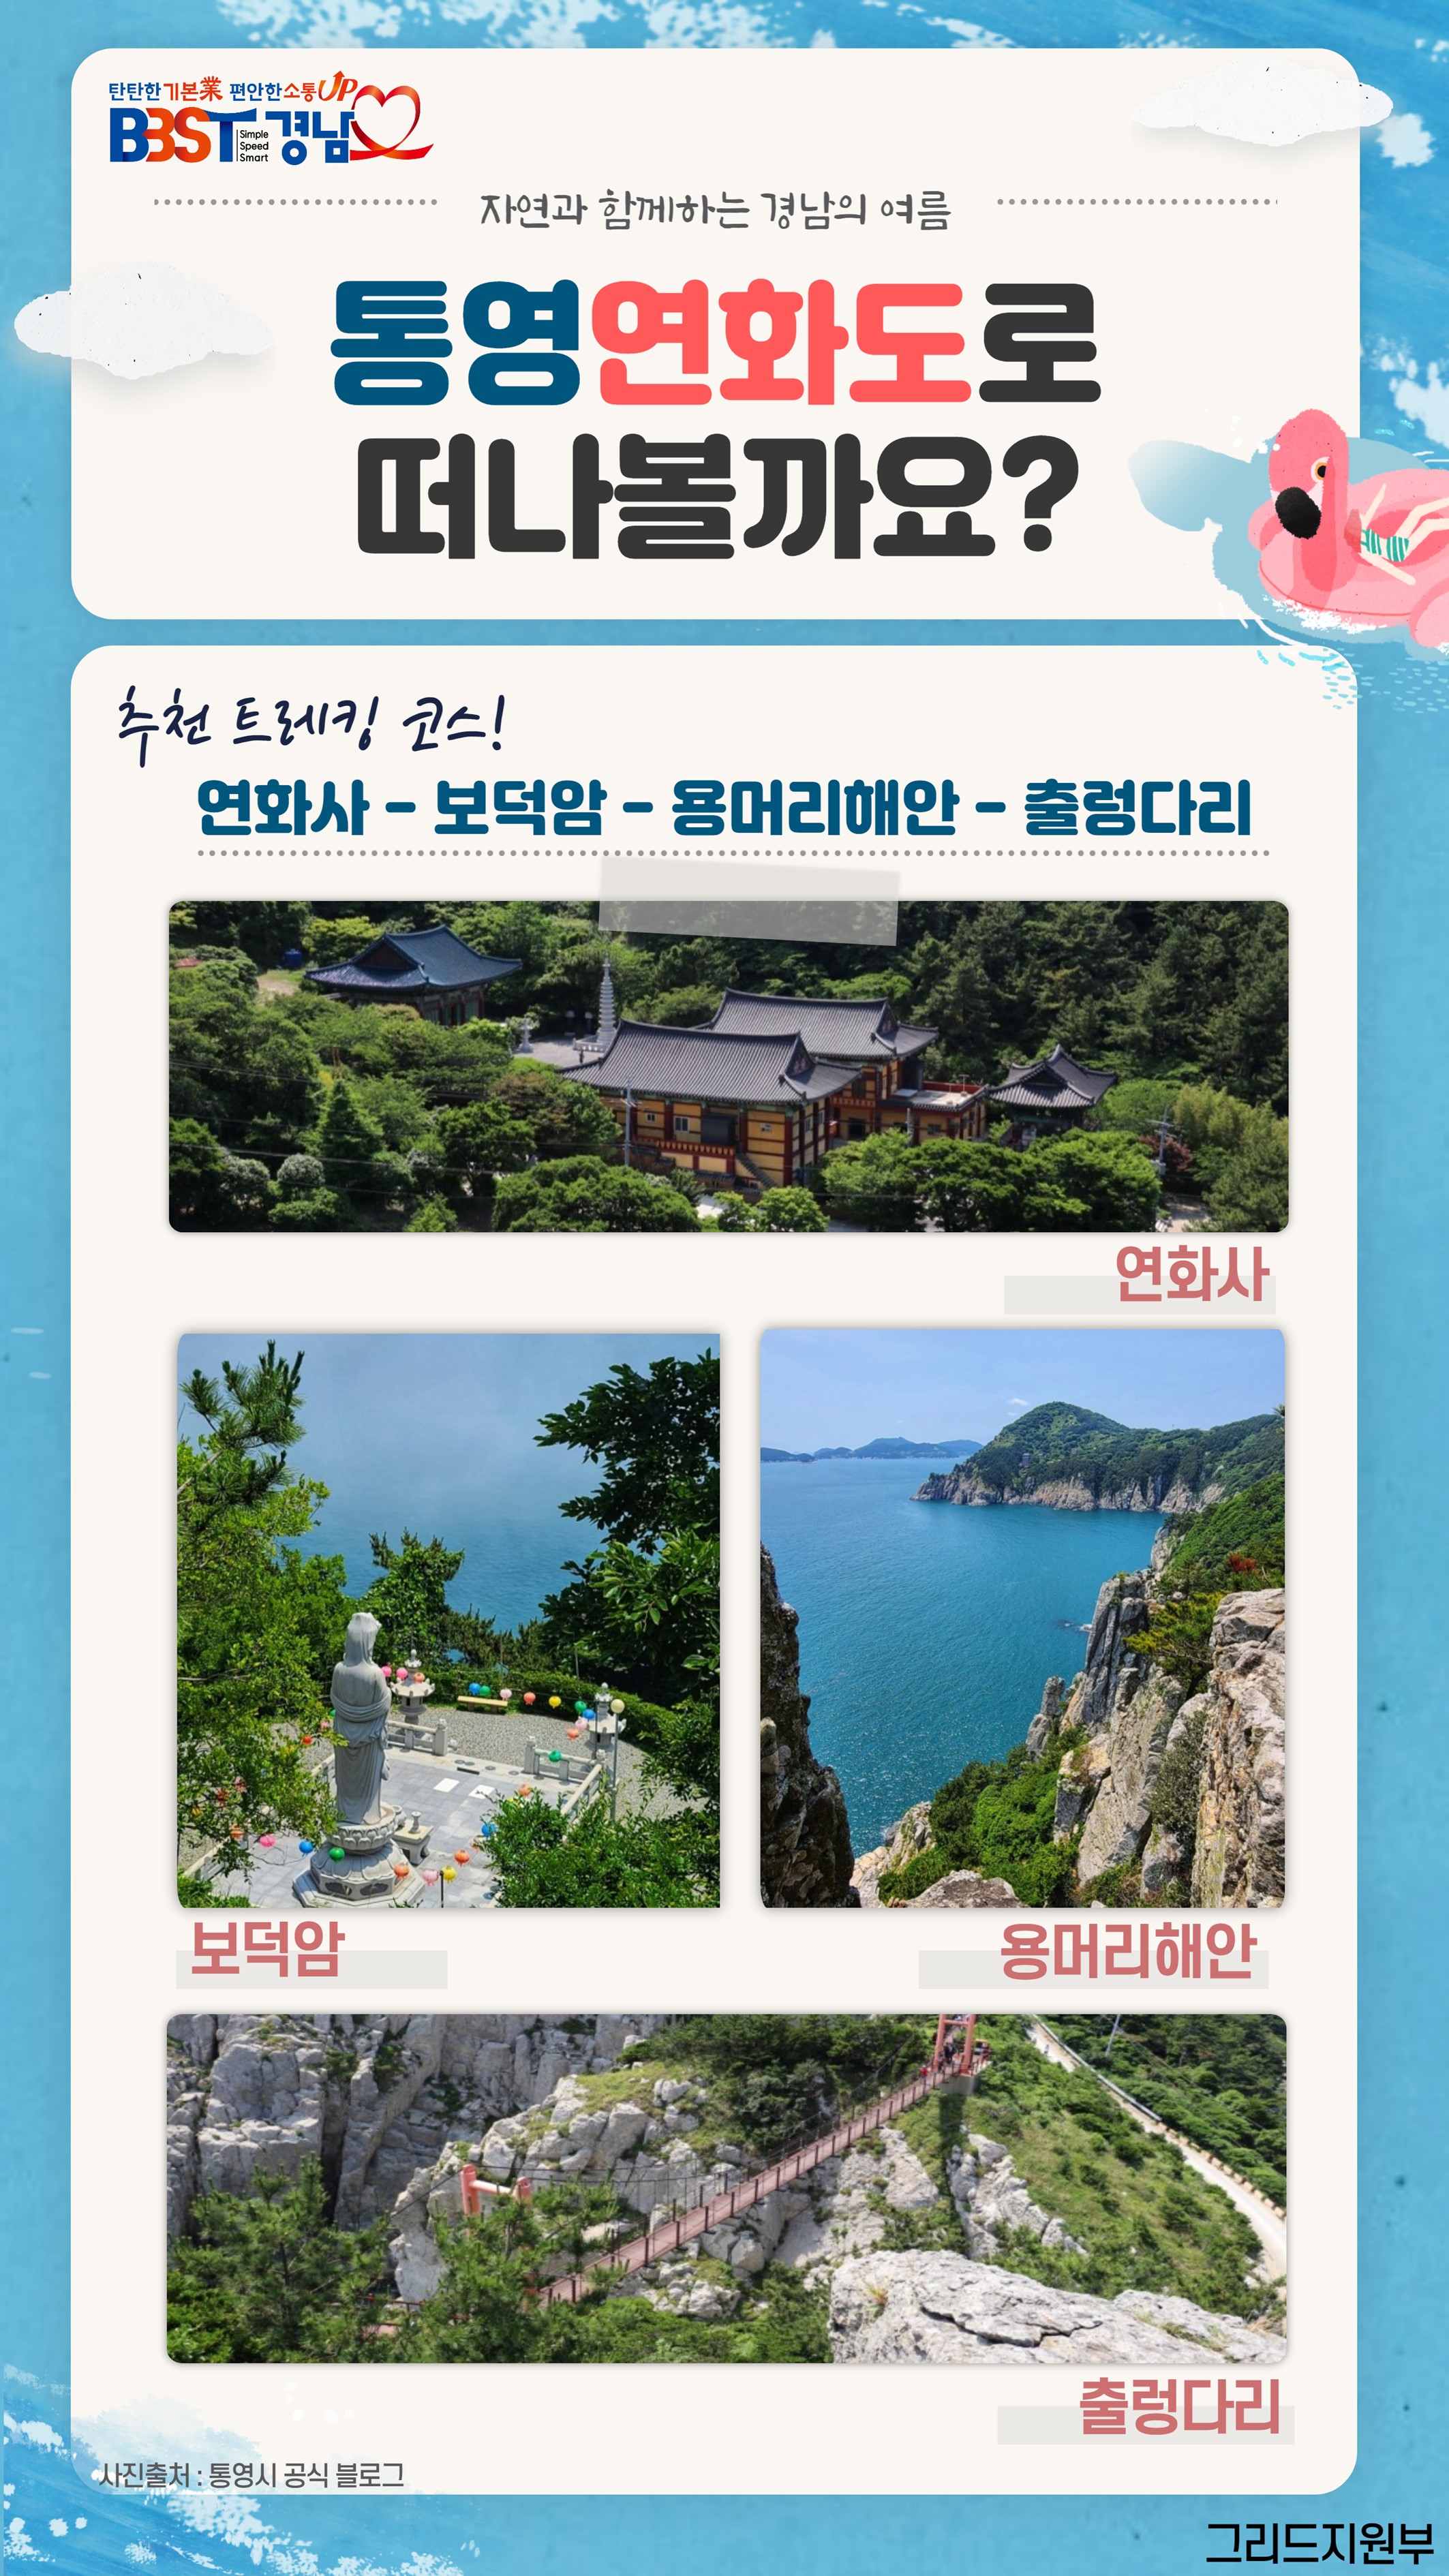 탄탄한기본業 편안한소통UP
BBST Simple Speed Smart 경남
자연과 함께하는 경남의 여름
통영연화도로
떠나볼까요?
추천 트레킹 코스!
연화사 - 보덕암 - 용머리해안 - 출렁다리
연화사
보덕암
용머리해안
출렁다리
사진출처 : 통영시 공식 블로그
그리드지원부